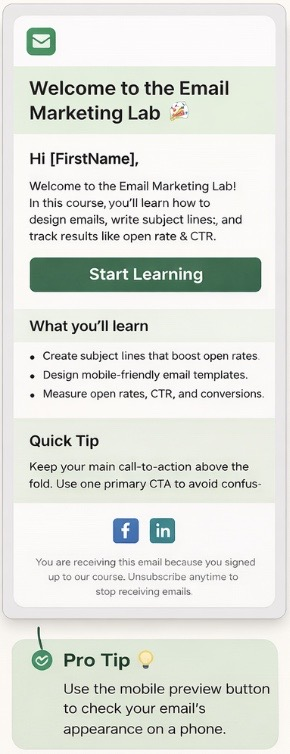 Welcome to the Email
Marketing Lab 🎉
Hi [FirstName],
Welcome to the Email Marketing Lab!
In this course, you'll learn how to
design emails, write subject lines:, and
track results like open rate & CTR.
Start Learning
What you'll learn
• Create subject lines that boost open rates.
• Design mobile-friendly email templates.
• Measure open rates, CTR, and conversions.
Quick Tip
Keep your main call-to-action above the
fold. Use one primary CTA to avoid confus-
f in
You are receiving this email because you signed
up to our course. Unsubscribe anytime to
stop receiving emails
Pro Tip 💡
Use the mobile preview button
to check your email's
appearance on a phone.